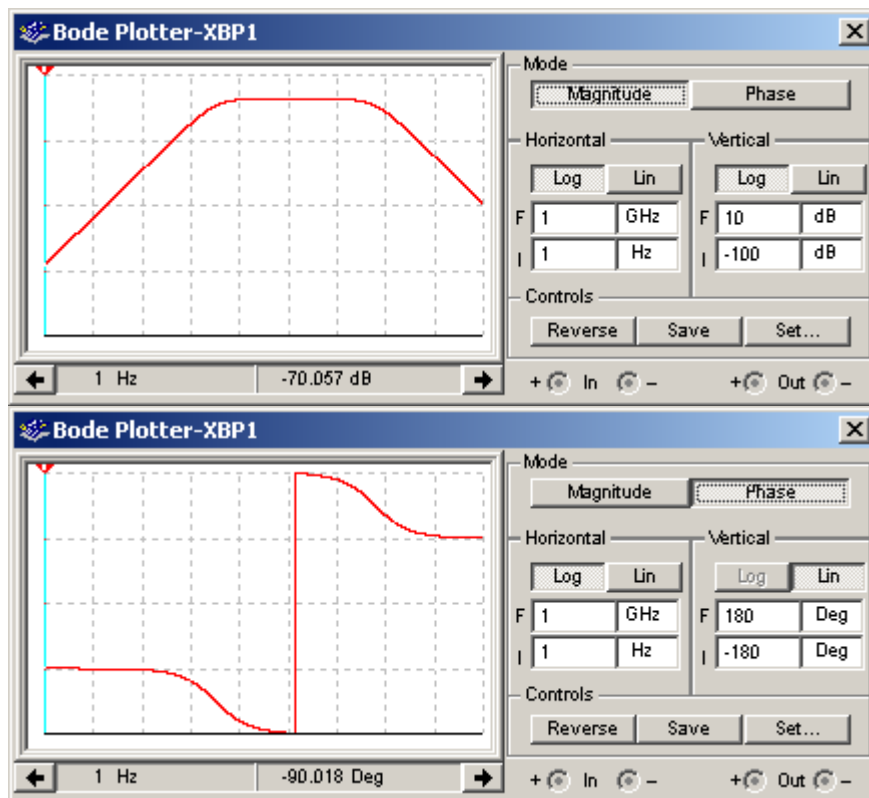 Bode Plotter-XBP1
Mode
Magnitude Phase
Horizontal Vertical
Log Lin Log Lin
F 1 GHz F 10 dB
I 1 Hz I -100 dB
Controls
Reverse Save Set...
1 Hz -70.057 dB + In - + Out -
Bode Plotter-XBP1
Mode
Magnitude Phase
Horizontal Vertical
Log Lin Log Lin
F 1 GHz F 180 Deg
I 1 Hz I -180 Deg
Controls
Reverse Save Set...
1 Hz -90.018 Deg + In - + Out -